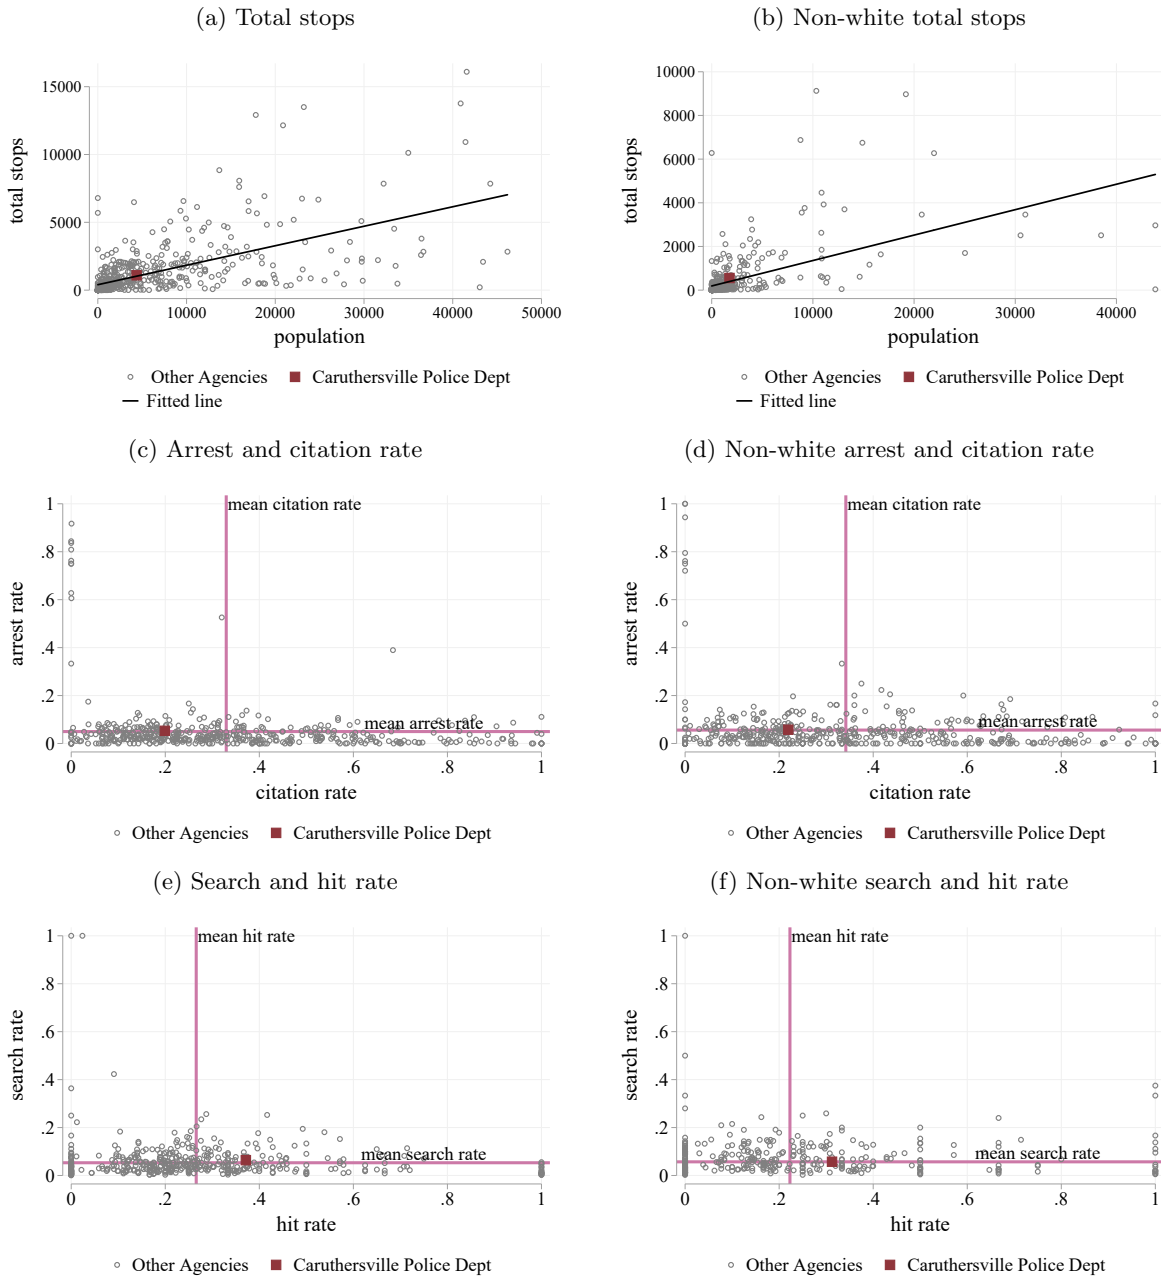 (a) Total stops
(b) Non-white total stops
total stops
15000
10000
5000
0
0 10000 20000 30000 40000 50000
population
Other Agencies Caruthersville Police Dept
Fitted line
total stops
10000
8000
6000
4000
2000
0
0 10000 20000 30000 40000
population
Other Agencies Caruthersville Police Dept
Fitted line
(c) Arrest and citation rate
(d) Non-white arrest and citation rate
arrest rate
1
.8
.6
.4
.2
0
mean citation rate
mean arrest rate
0 .2 .4 .6 .8 1
citation rate
Other Agencies Caruthersville Police Dept
arrest rate
1
.8
.6
.4
.2
0
mean citation rate
mean arrest rate
0 .2 .4 .6 .8 1
citation rate
Other Agencies Caruthersville Police Dept
(e) Search and hit rate
(f) Non-white search and hit rate
search rate
1
.8
.6
.4
.2
0
mean hit rate
mean search rate
0 .2 .4 .6 .8 1
hit rate
Other Agencies Caruthersville Police Dept
search rate
1
.8
.6
.4
.2
0
mean hit rate
mean search rate
0 .2 .4 .6 .8 1
hit rate
Other Agencies Caruthersville Police Dept